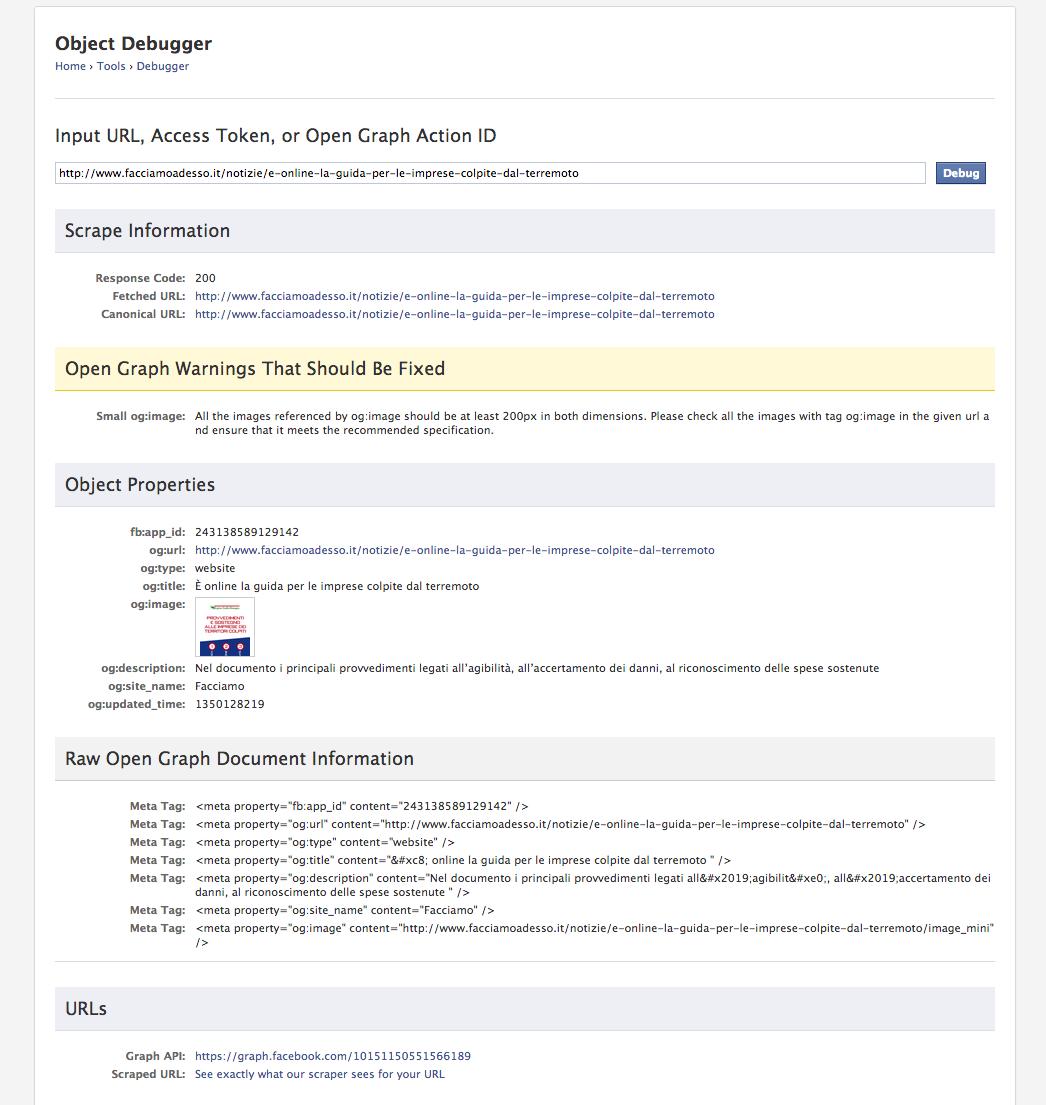 Object Debugger
Home › Tools › Debugger
Input URL, Access Token, or Open Graph Action ID
http://www.facciamoadesso.it/notizie/e-online-la-guida-per-le-imprese-colpite-dal-terremoto Debug
Scrape Information
Response Code: 200
Fetched URL: http://www.facciamoadesso.it/notizie/e-online-la-guida-per-le-imprese-colpite-dal-terremoto
Canonical URL: http://www.facciamoadesso.it/notizie/e-online-la-guida-per-le-imprese-colpite-dal-terremoto
Open Graph Warnings That Should Be Fixed
Small og:image: All the images referenced by og:image should be at least 200px in both dimensions. Please check all the images with tag og:image in the given url a
nd ensure that it meets the recommended specification.
Object Properties
fb:app_id: 243138589129142
og:url: http://www.facciamoadesso.it/notizie/e-online-la-guida-per-le-imprese-colpite-dal-terremoto
og:type: website
og:title: È online la guida per le imprese colpite dal terremoto
og:image:
PROVVEDIMENTI
E SOSTEGNO
ALLE IMPRESE DEI
TERRITORI COLPITI
1 2 3
og:description: Nel documento i principali provvedimenti legati all’agibilità, all’accertamento dei danni, al riconoscimento delle spese sostenute
og:site_name: Facciamo
og:updated_time: 1350128219
Raw Open Graph Document Information
Meta Tag: <meta property="fb:app_id" content="243138589129142" />
Meta Tag: <meta property="og:url" content="http://www.facciamoadesso.it/notizie/e-online-la-guida-per-le-imprese-colpite-dal-terremoto" />
Meta Tag: <meta property="og:type" content="website" />
Meta Tag: <meta property="og:title" content="&#xc8; online la guida per le imprese colpite dal terremoto " />
Meta Tag: <meta property="og:description" content="Nel documento i principali provvedimenti legati all&#x2019;agibilit&#xe0;, all&#x2019;accertamento dei
danni, al riconoscimento delle spese sostenute " />
Meta Tag: <meta property="og:site_name" content="Facciamo" />
Meta Tag: <meta property="og:image" content="http://www.facciamoadesso.it/notizie/e-online-la-guida-per-le-imprese-colpite-dal-terremoto/image_mini"
/>
URLs
Graph API: https://graph.facebook.com/10151150551566189
Scraped URL: See exactly what our scraper sees for your URL